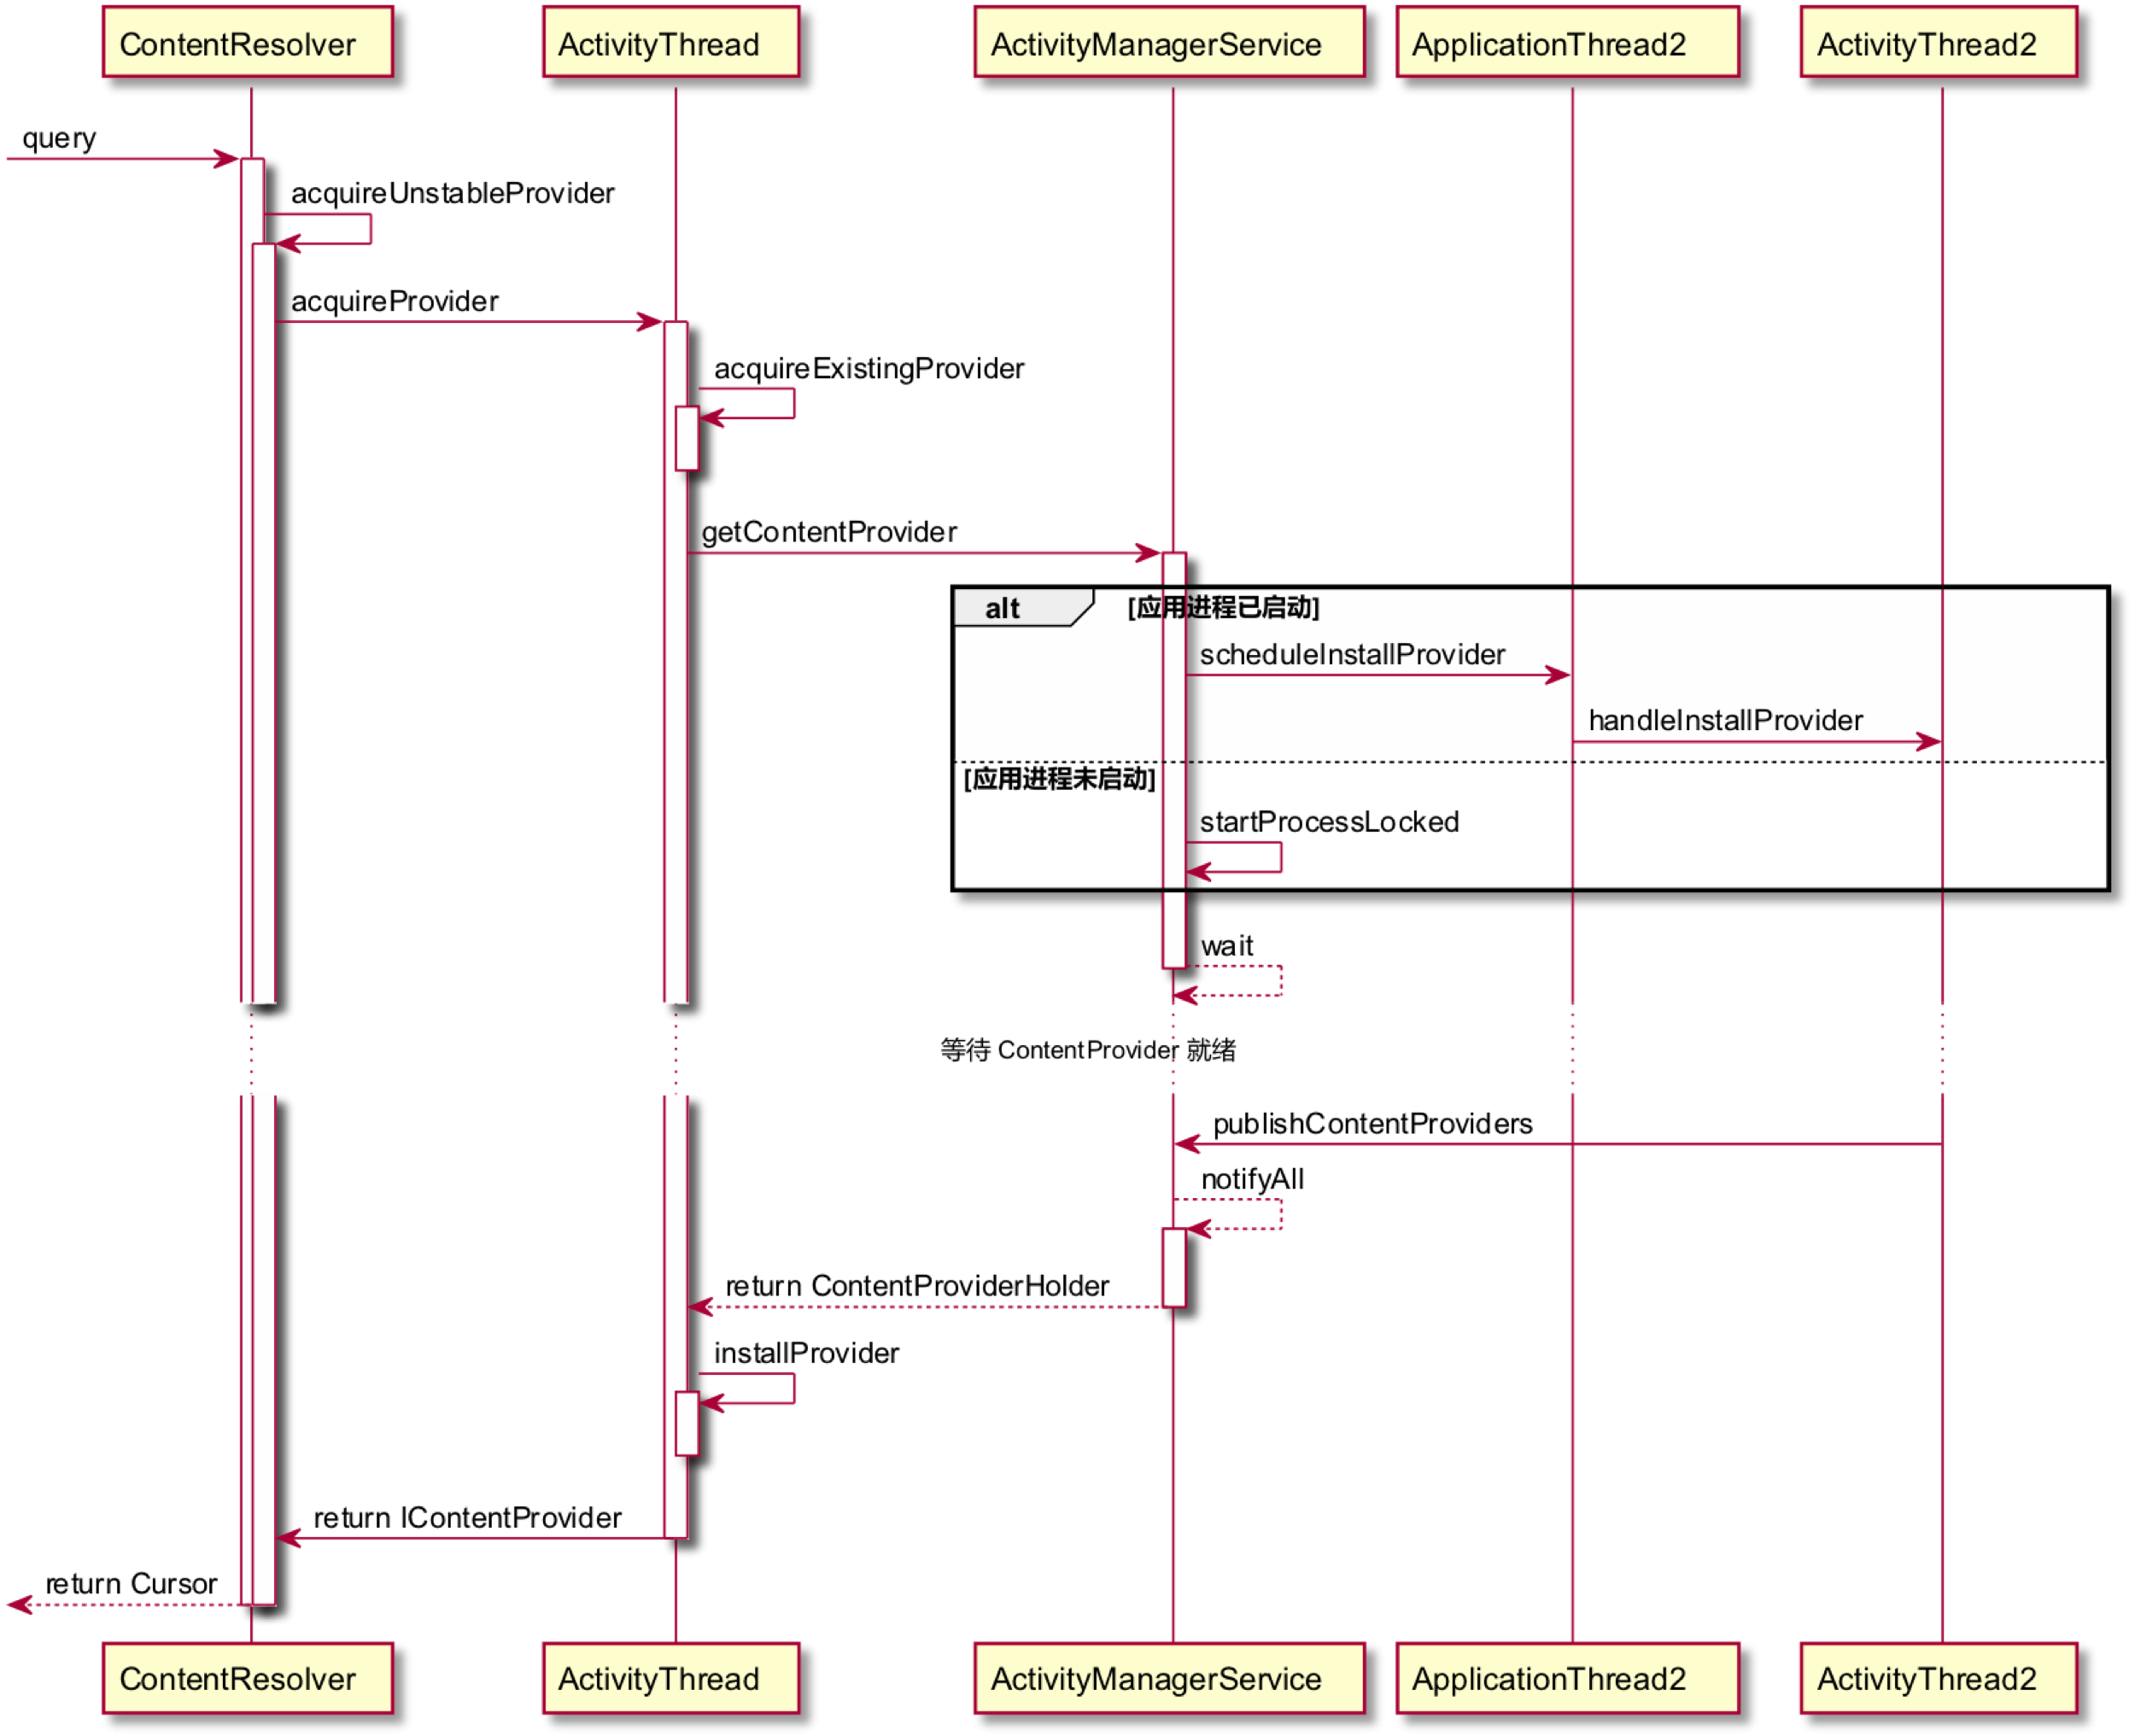 ContentResolver
ActivityThread
ActivityManagerService
ApplicationThread2
ActivityThread2
query
acquireUnstableProvider
acquireProvider
acquireExistingProvider
getContentProvider
alt
[应用进程已启动]
scheduleInstallProvider
handleInstallProvider
[应用进程未启动]
startProcessLocked
wait
等待 ContentProvider 就绪
publishContentProviders
notifyAll
return ContentProviderHolder
installProvider
return IContentProvider
return Cursor
ContentResolver
ActivityThread
ActivityManagerService
ApplicationThread2
ActivityThread2